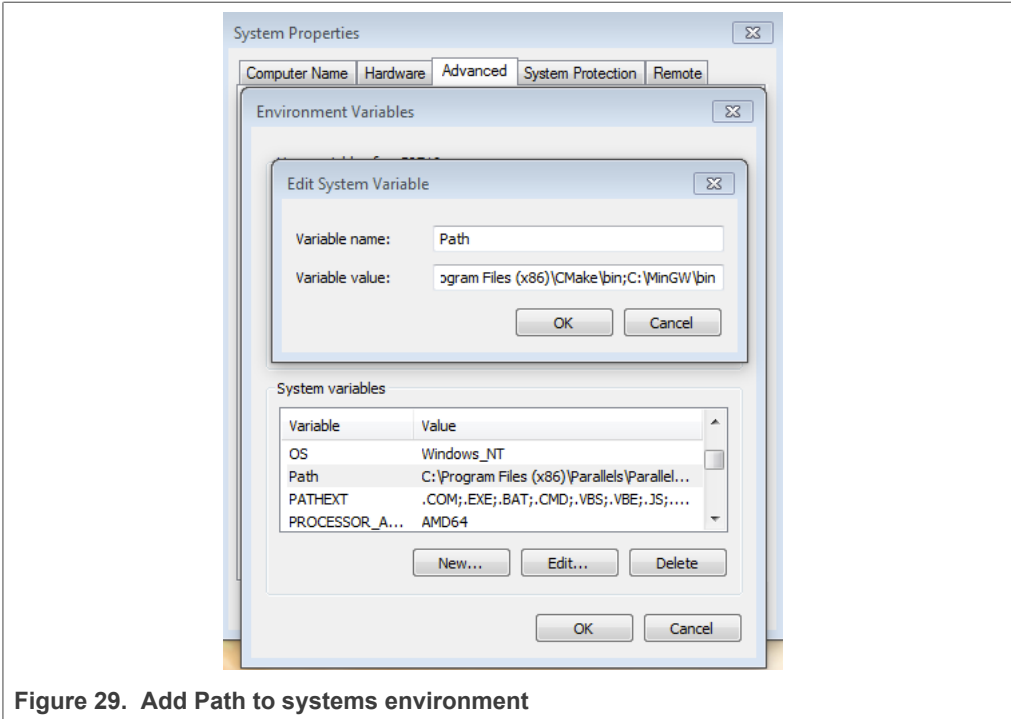 System Properties
Computer Name Hardware Advanced System Protection Remote
Environment Variables
Edit System Variable
Variable name: Path
Variable value: ogram Files (x86)\CMake\bin;C:\MinGW\bin
OK Cancel
System variables
Variable Value
OS Windows_NT
Path C:\Program Files (x86)\Parallels\Parallel...
PATHEXT .COM;.EXE;.BAT;.CMD;.VBS;.VBE;.JS;....
PROCESSOR_A... AMD64
New... Edit... Delete
OK Cancel
Figure 29. Add Path to systems environment